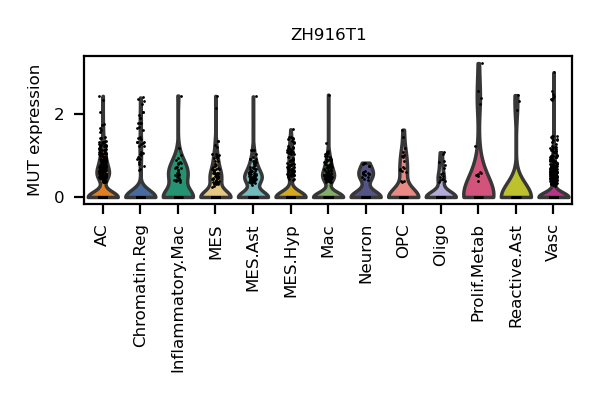 ZH916T1
MUT expression
2
0
AC
Chromatin.Reg
Inflammatory.Mac
MES
MES.Ast
MES.Hyp
Mac
Neuron
OPC
Oligo
Prolif.Metab
Reactive.Ast
Vasc